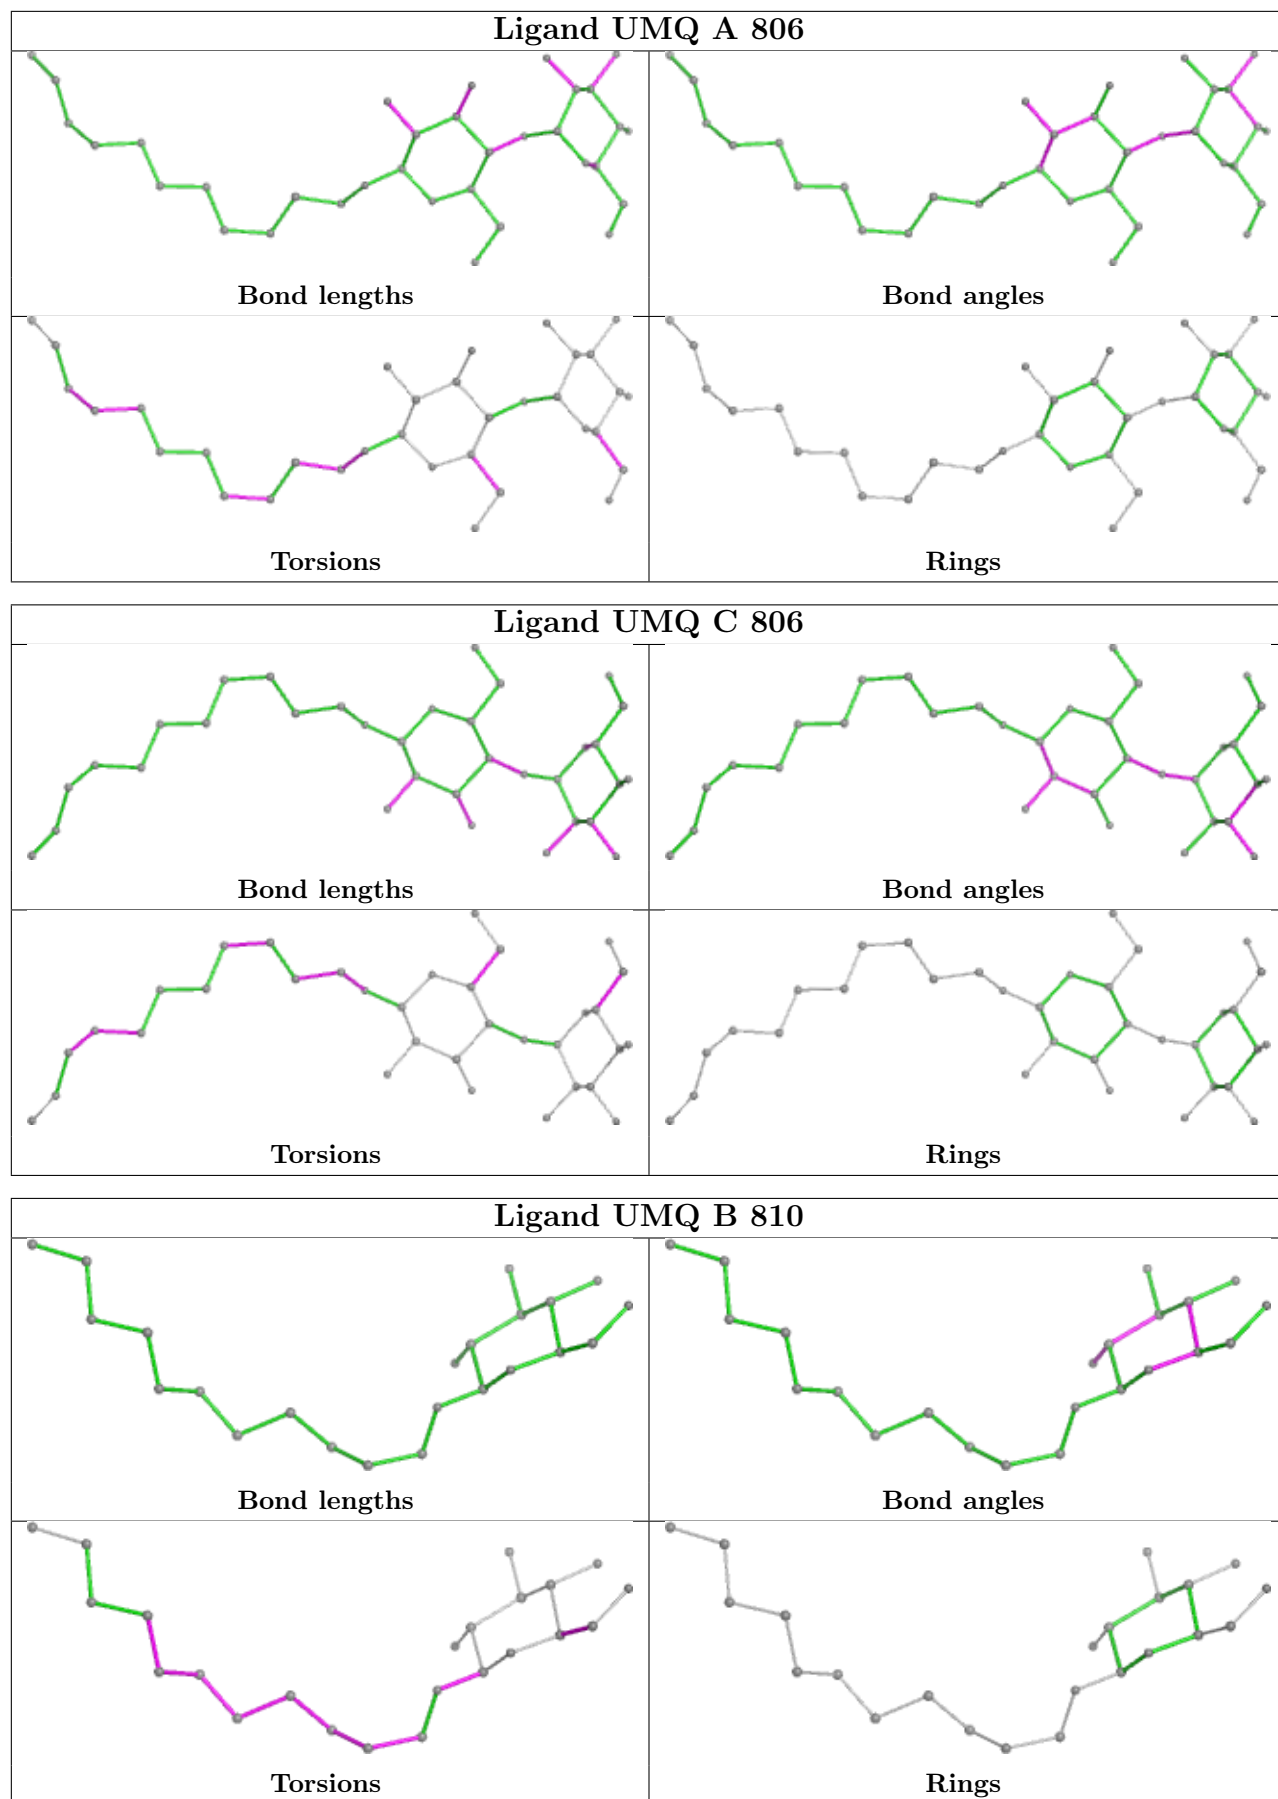 Ligand UMQ A 806
Bond lengths
Bond angles
Torsions
Rings
Ligand UMQ C 806
Bond lengths
Bond angles
Torsions
Rings
Ligand UMQ B 810
Bond lengths
Bond angles
Torsions
Rings